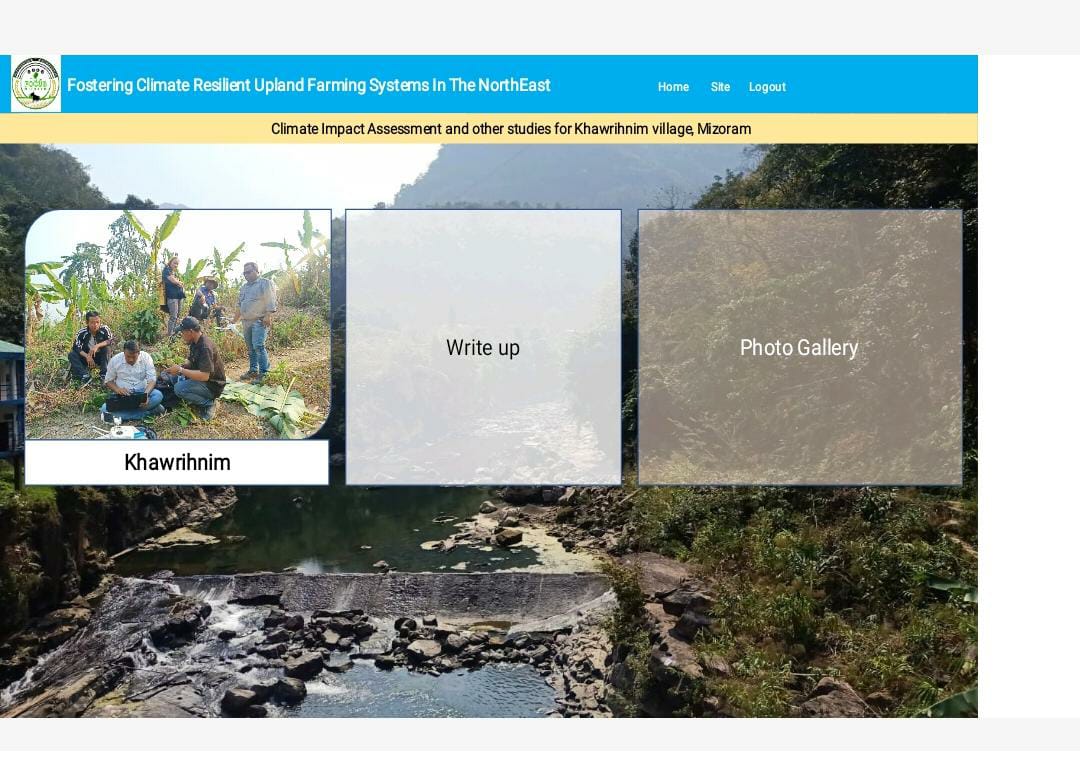 Fostering Climate Resilient Upland Farming Systems In The NorthEast
Home Site Logout
Climate Impact Assessment and other studies for Khawrihnim village, Mizoram
Write up
Photo Gallery
Khawrihnim